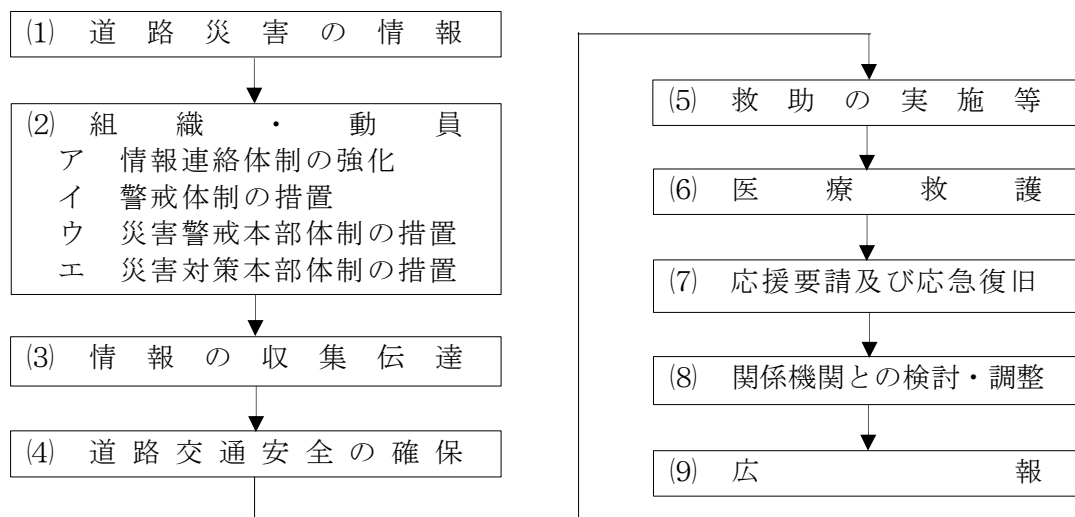 ⑴ 道路災害の情報
⑵ 組織・動員
ア 情報連絡体制の強化
イ 警戒体制の措置
ウ 災害警戒本部体制の措置
エ 災害対策本部体制の措置
⑶ 情報の収集伝達
⑷ 道路交通安全の確保
⑸ 救助の実施等
⑹ 医療救護
⑺ 応援要請及び応急復旧
⑻ 関係機関との検討・調整
⑼ 広報